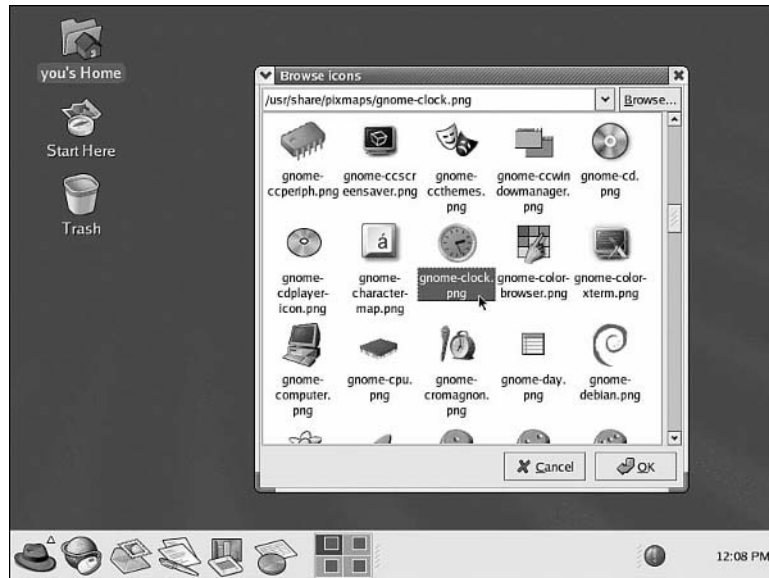 you's Home
Start Here
Trash
Browse icons
/usr/share/pixmaps/gnome-clock.png
Browse...
gnome-
ccperiph.png
gnome-ccscr
eensaver.png
gnome-
ccthemes.
png
gnome-ccwin
dowmanager.
png
gnome-cd.
png
gnome-
cdplayer-
icon.png
á
gnome-
character-
map.png
gnome-clock.
png
gnome-color-
browser.png
gnome-color-
xterm.png
gnome-
computer.
png
gnome-cpu.
png
gnome-
cromagnon.
png
gnome-day.
png
gnome-
debian.png
Cancel
OK
12:08 PM